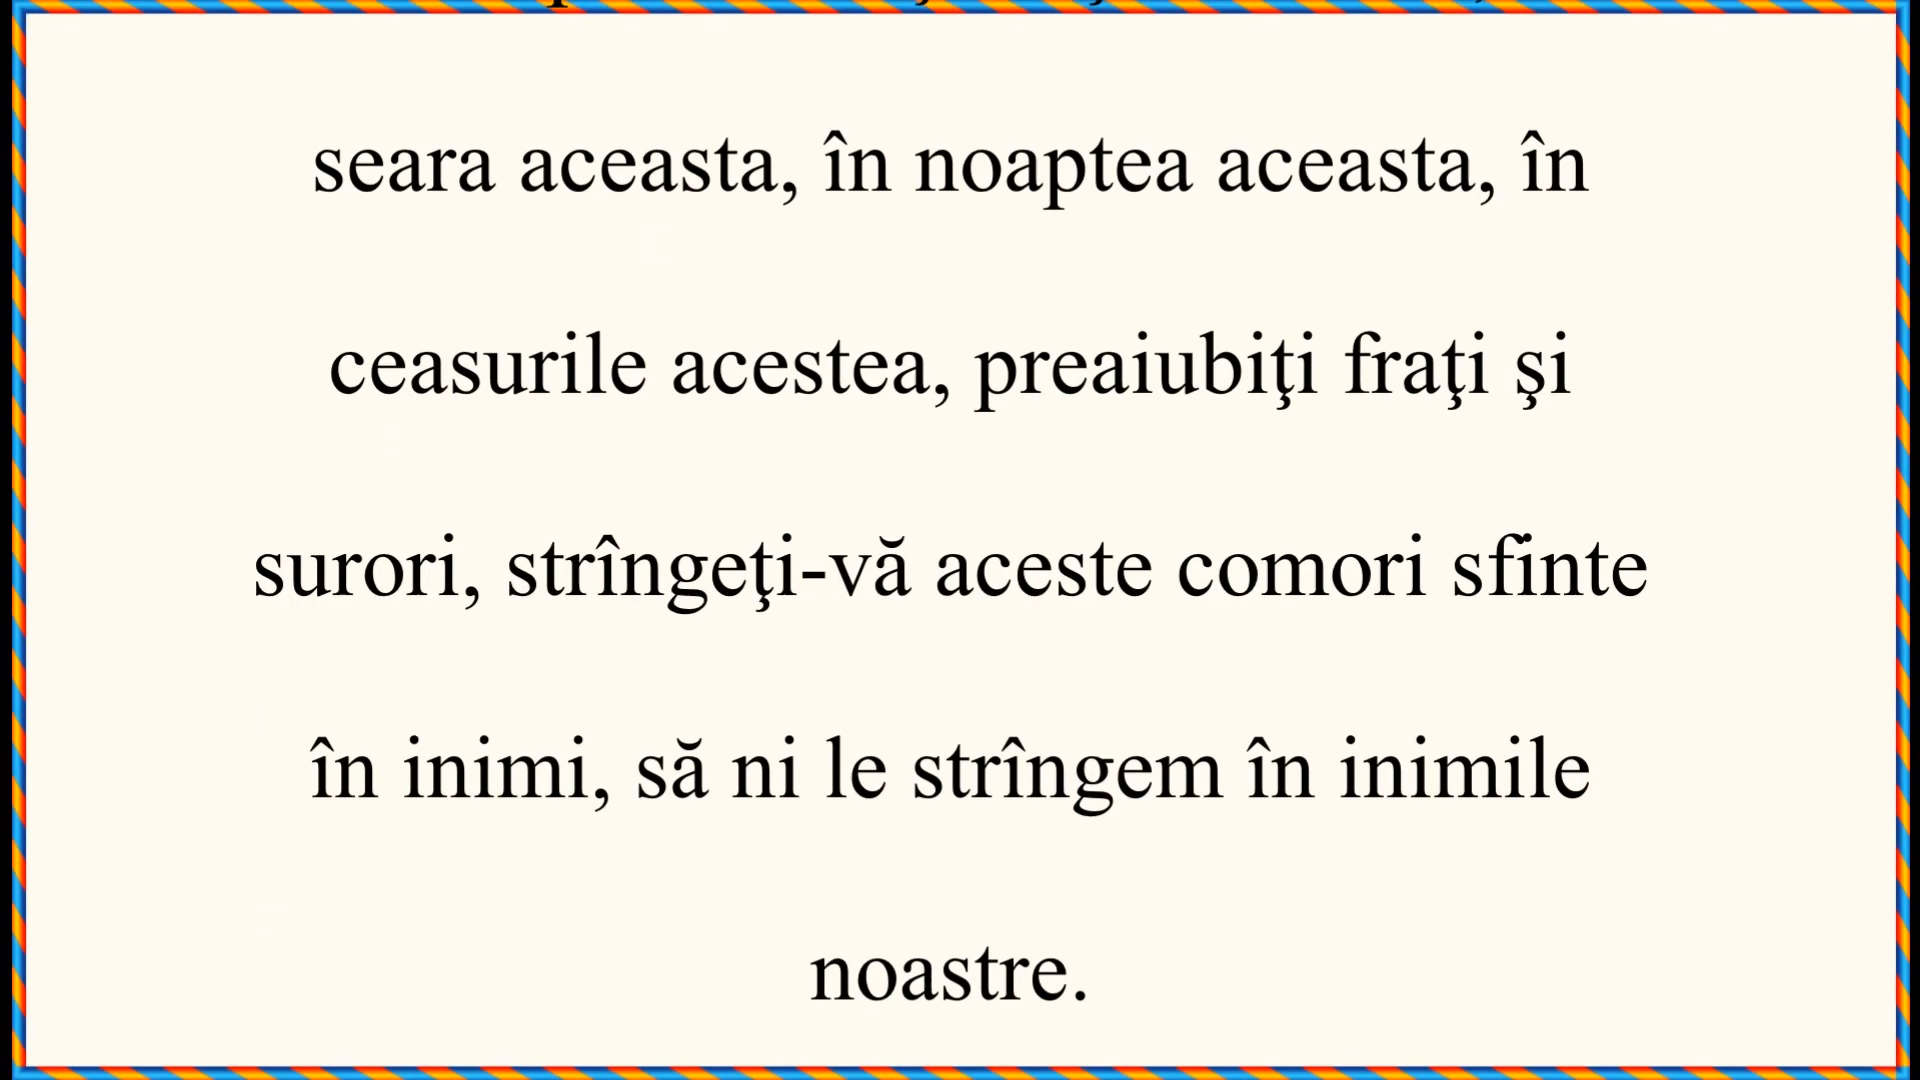 seara aceasta, în noaptea aceasta, în
ceasurile acestea, preaiubiţi fraţi şi
surori, strîngeţi-vă aceste comori sfinte
în inimi, să ni le strîngem în inimile
noastre.